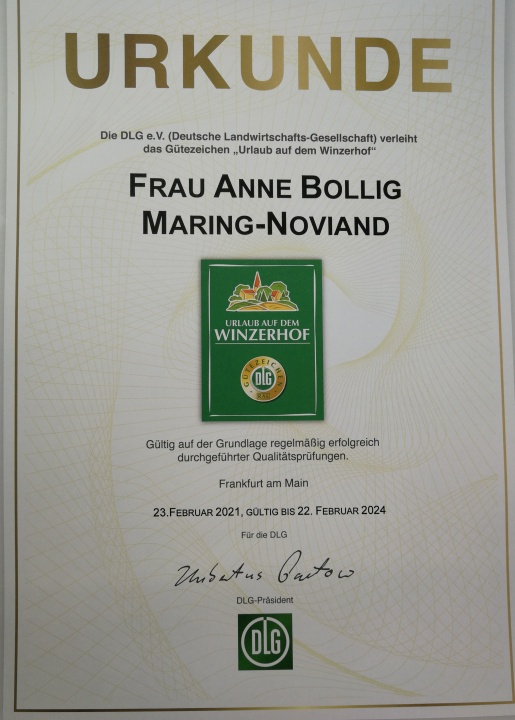 URKUNDE
Die DLG e.V. (Deutsche Landwirtschafts-Gesellschaft) verleiht
das Gütezeichen „Urlaub auf dem Winzerhof“
FRAU ANNE BOLLIG
MARING-NOVIAND
URLAUB AUF DEM
WINZERHOF
GÜTEZEICHEN
DLG
Gültig auf der Grundlage regelmäßig erfolgreich
durchgeführter Qualitätsprüfungen.
Frankfurt am Main
23.FEBRUAR 2021, GÜLTIG BIS 22. FEBRUAR 2024
Für die DLG
Hubertus Paetow
DLG-Präsident
DLG